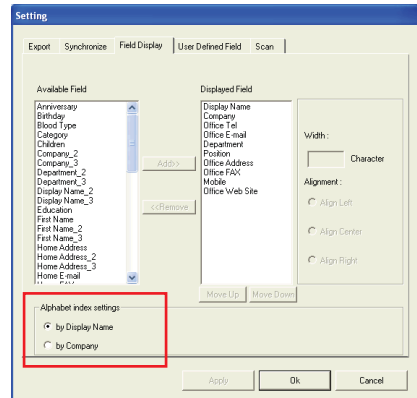 Setting
Export Synchronize Field Display User Defined Field Scan
Available Field
Anniversary
Birthday
Blood Type
Category
Children
Company_2
Company_3
Department_2
Department_3
Display Name_2
Display Name_3
Education
First Name
First Name_2
First Name_3
Home Address
Home Address_2
Home Address_3
Home E-mail
Home FAX
Add>>
<<Remove
Displayed Field
Display Name
Company
Office Tel
Office E-mail
Department
Position
Office Address
Office FAX
Mobile
Office Web Site
Move Up Move Down
Width :
Character
Alignment :
Align Left
Align Center
Align Right
Alphabet index settings
by Display Name
by Company
Apply Ok Cancel